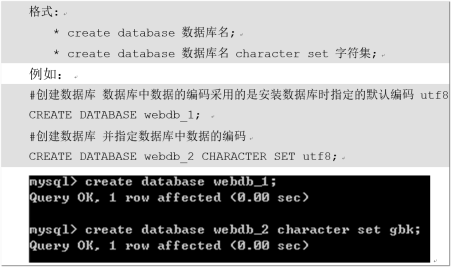 格式：
* create database 数据库名;
* create database 数据库名 character set 字符集;
例如：
#创建数据库 数据库中数据的编码采用的是安装数据库时指定的默认编码 utf8
CREATE DATABASE webdb_1;
#创建数据库 并指定数据库中数据的编码
CREATE DATABASE webdb_2 CHARACTER SET utf8;
mysql> create database webdb_1;
Query OK, 1 row affected (0.00 sec)
mysql> create database webdb_2 character set gbk;
Query OK, 1 row affected (0.00 sec)